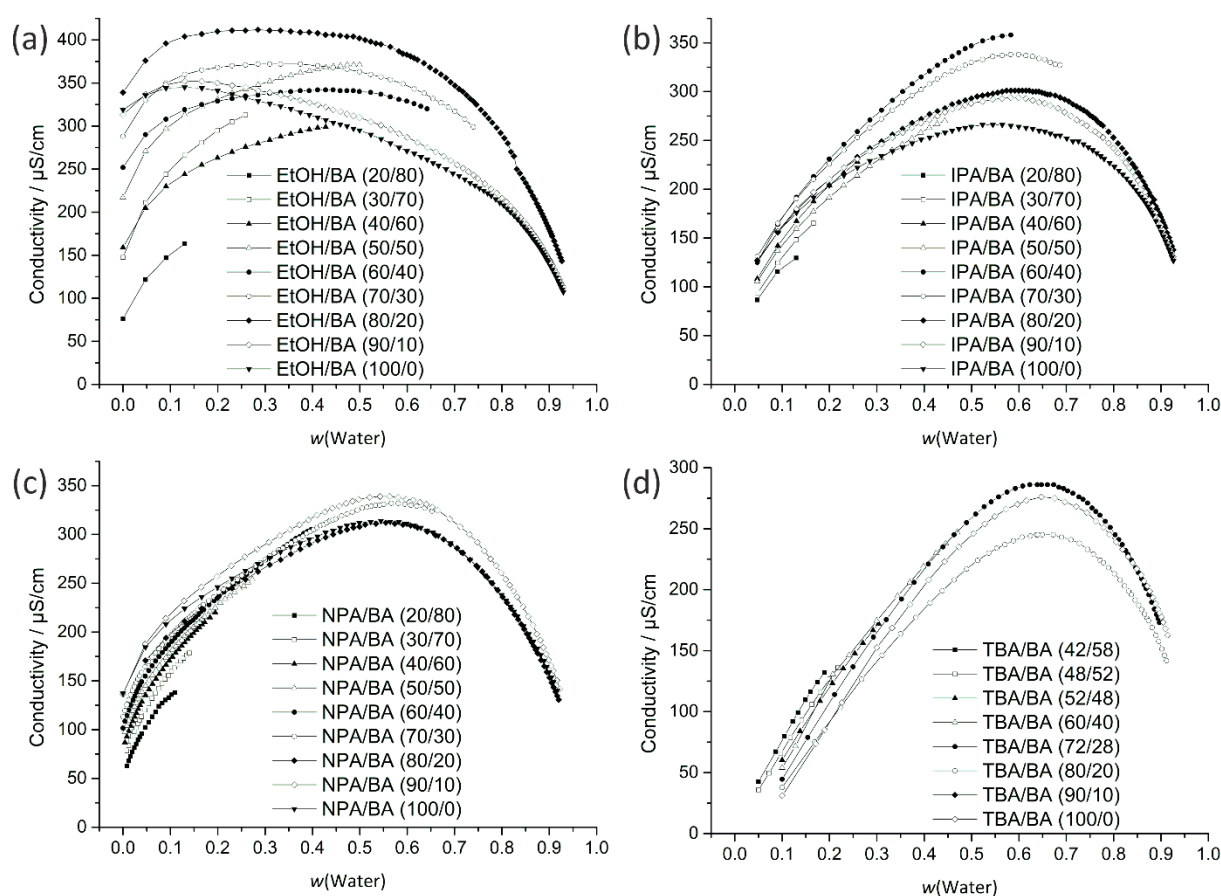 (a)
400
350
300
250
200
150
100
50
0
Conductivity / µS/cm
EtOH/BA (20/80)
EtOH/BA (30/70)
EtOH/BA (40/60)
EtOH/BA (50/50)
EtOH/BA (60/40)
EtOH/BA (70/30)
EtOH/BA (80/20)
EtOH/BA (90/10)
EtOH/BA (100/0)
0.0 0.1 0.2 0.3 0.4 0.5 0.6 0.7 0.8 0.9 1.0
w(Water)
(b)
350
300
250
200
150
100
50
0
Conductivity / µS/cm
IPA/BA (20/80)
IPA/BA (30/70)
IPA/BA (40/60)
IPA/BA (50/50)
IPA/BA (60/40)
IPA/BA (70/30)
IPA/BA (80/20)
IPA/BA (90/10)
IPA/BA (100/0)
0.0 0.1 0.2 0.3 0.4 0.5 0.6 0.7 0.8 0.9 1.0
w(Water)
(c)
350
300
250
200
150
100
50
0
Conductivity / µS/cm
NPA/BA (20/80)
NPA/BA (30/70)
NPA/BA (40/60)
NPA/BA (50/50)
NPA/BA (60/40)
NPA/BA (70/30)
NPA/BA (80/20)
NPA/BA (90/10)
NPA/BA (100/0)
0.0 0.1 0.2 0.3 0.4 0.5 0.6 0.7 0.8 0.9 1.0
w(Water)
(d)
300
250
200
150
100
50
0
Conductivity / µS/cm
TBA/BA (42/58)
TBA/BA (48/52)
TBA/BA (52/48)
TBA/BA (60/40)
TBA/BA (72/28)
TBA/BA (80/20)
TBA/BA (90/10)
TBA/BA (100/0)
0.0 0.1 0.2 0.3 0.4 0.5 0.6 0.7 0.8 0.9 1.0
w(Water)